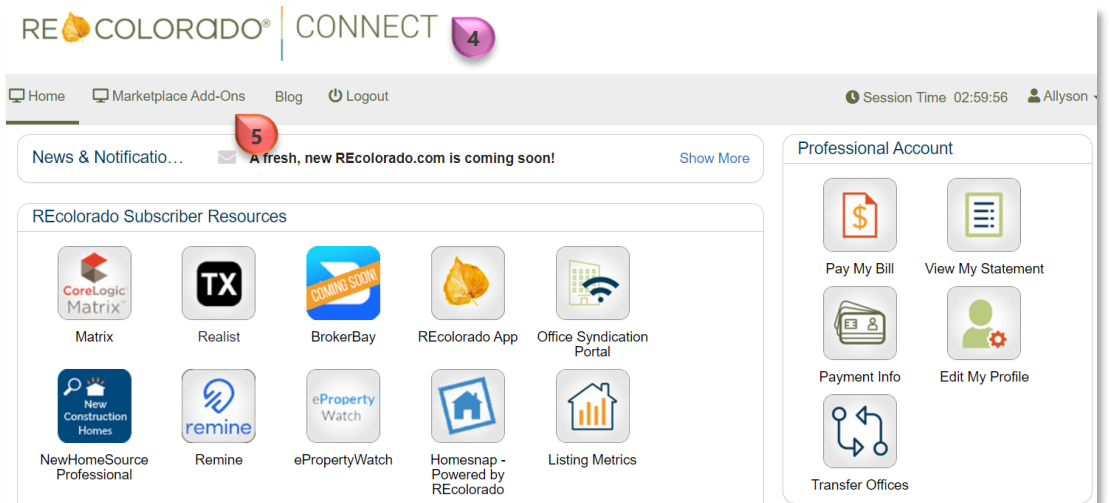 RECOLORADO® CONNECT 4
Home Marketplace Add-Ons Blog Logout Session Time 02:59:56 Allyson
5
News & Notificatio... A fresh, new REcolorado.com is coming soon! Show More
REcolorado Subscriber Resources
CoreLogic
Matrix™
TX
COMING SOON!
Matrix Realist BrokerBay REcolorado App Office Syndication
Portal
New
Construction
Homes
remine
eProperty
Watch
NewHomeSource
Professional
Remine ePropertyWatch Homesnap -
Powered by
REcolorado
Listing Metrics
Professional Account
$
Pay My Bill View My Statement
Payment Info Edit My Profile
Transfer Offices